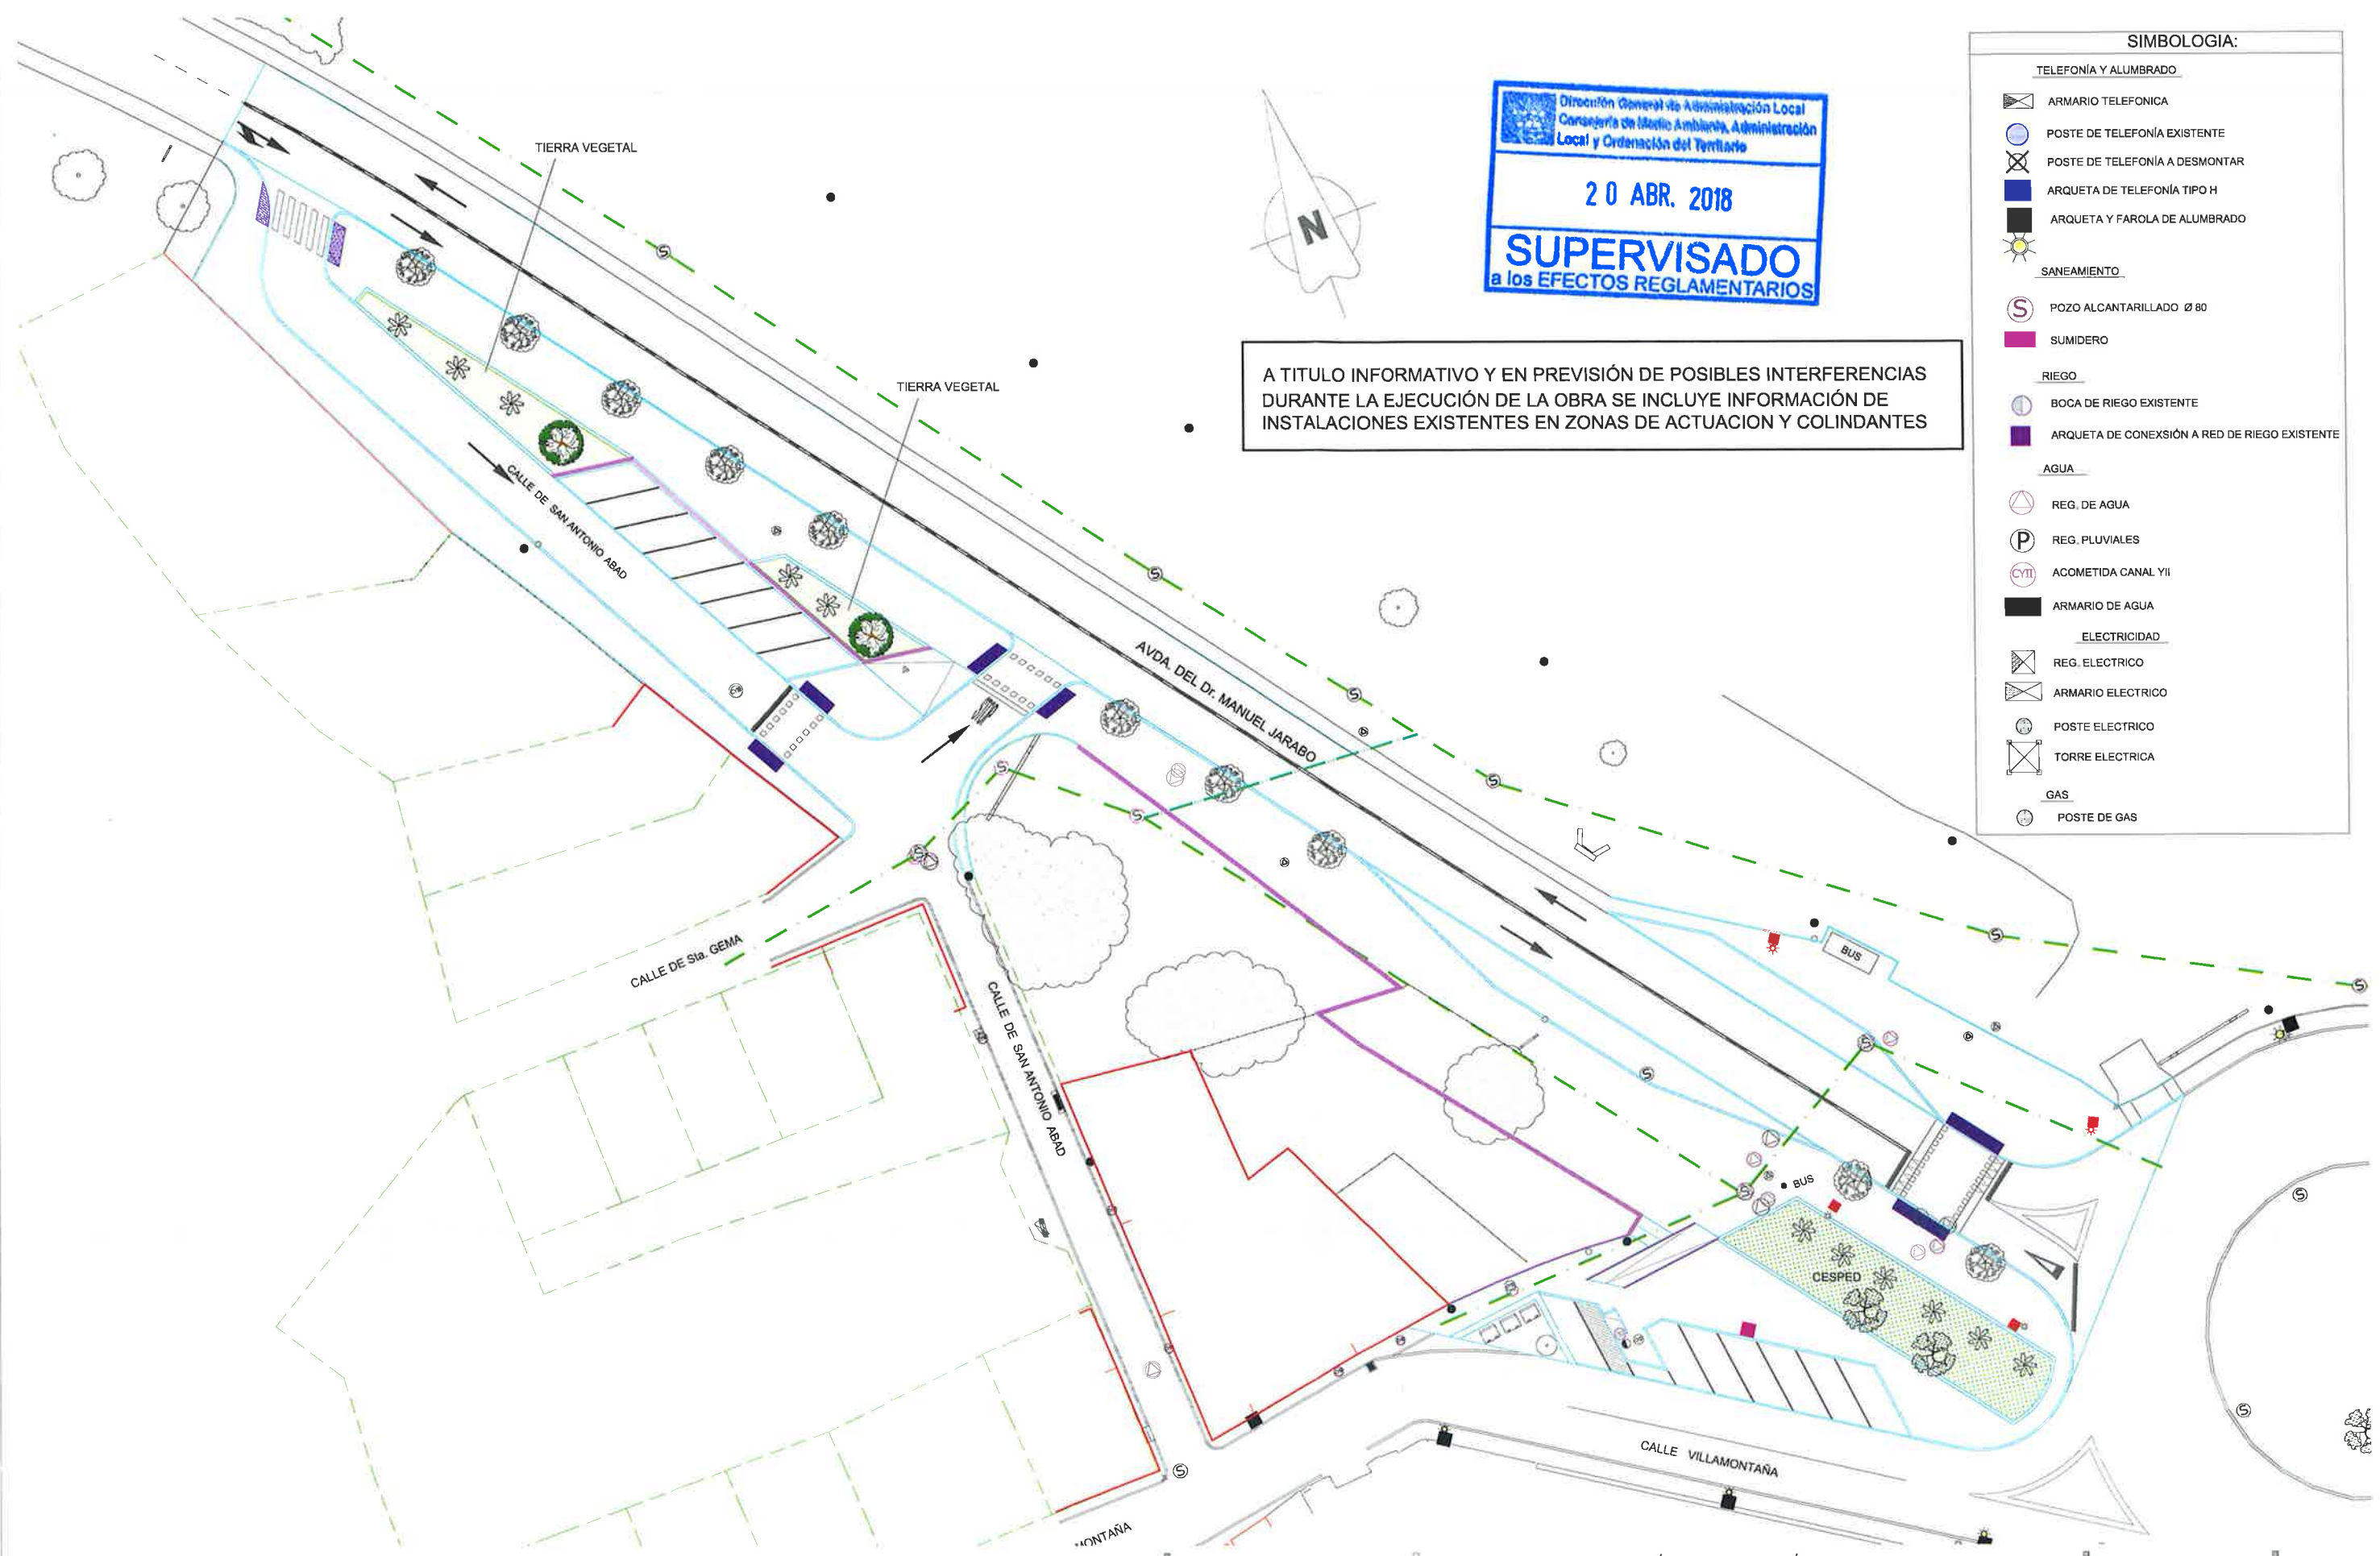 TIERRA VEGETAL
TIERRA VEGETAL
CALLE DE SAN ANTONIO ABAD
AVDA. DEL Dr. MANUEL JARABO
CALLE DE Sta. GEMA
CALLE DE SAN ANTONIO ABAD
BUS
BUS
CESPED
CALLE VILLAMONTAÑA
MONTAÑA
N
Dirección General de Administración Local
Consejería de Medio Ambiente, Administración
Local y Ordenación del Territorio
20 ABR. 2018
SUPERVISADO
a los EFECTOS REGLAMENTARIOS
A TITULO INFORMATIVO Y EN PREVISIÓN DE POSIBLES INTERFERENCIAS
DURANTE LA EJECUCIÓN DE LA OBRA SE INCLUYE INFORMACIÓN DE
INSTALACIONES EXISTENTES EN ZONAS DE ACTUACION Y COLINDANTES
SIMBOLOGIA:
TELEFONÍA Y ALUMBRADO
ARMARIO TELEFONICA
POSTE DE TELEFONÍA EXISTENTE
POSTE DE TELEFONÍA A DESMONTAR
ARQUETA DE TELEFONÍA TIPO H
ARQUETA Y FAROLA DE ALUMBRADO
SANEAMIENTO
S POZO ALCANTARILLADO Ø 80
SUMIDERO
RIEGO
BOCA DE RIEGO EXISTENTE
ARQUETA DE CONEXSIÓN A RED DE RIEGO EXISTENTE
AGUA
REG. DE AGUA
P REG. PLUVIALES
CYII ACOMETIDA CANAL YII
ARMARIO DE AGUA
ELECTRICIDAD
REG. ELECTRICO
ARMARIO ELECTRICO
POSTE ELECTRICO
TORRE ELECTRICA
GAS
POSTE DE GAS